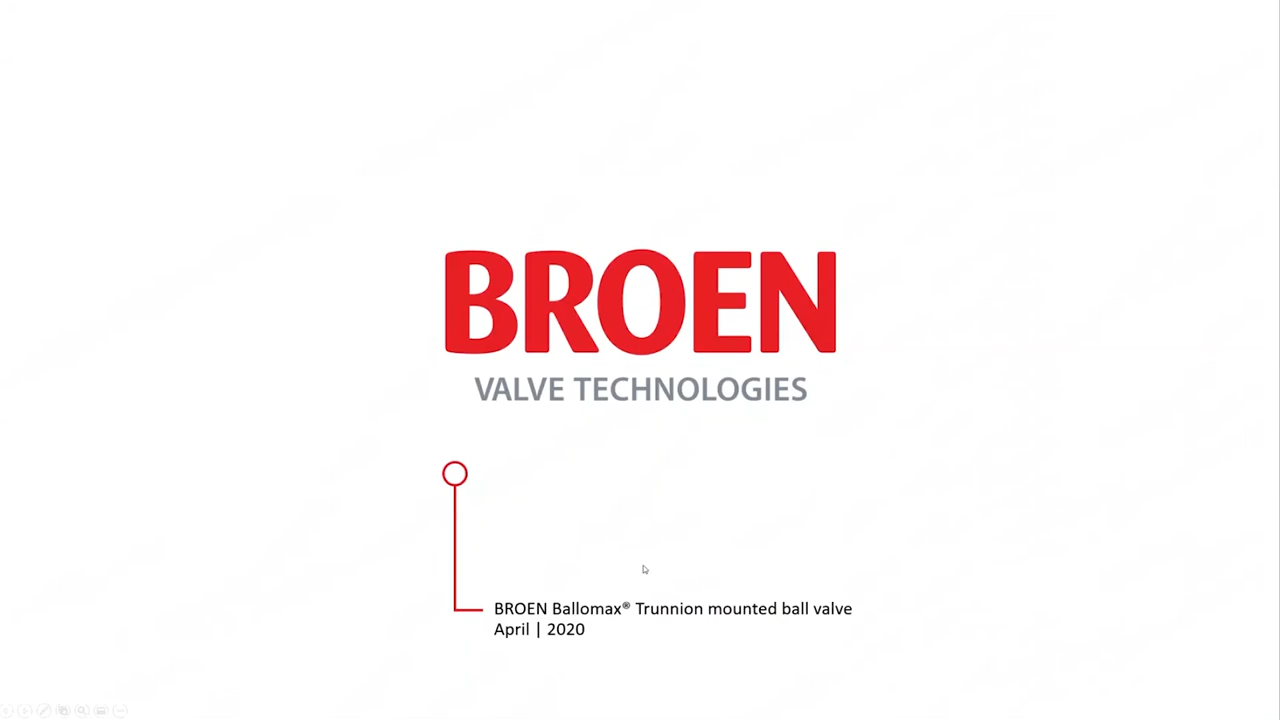 BROEN
VALVE TECHNOLOGIES
BROEN Ballomax® Trunnion mounted ball valve
April | 2020